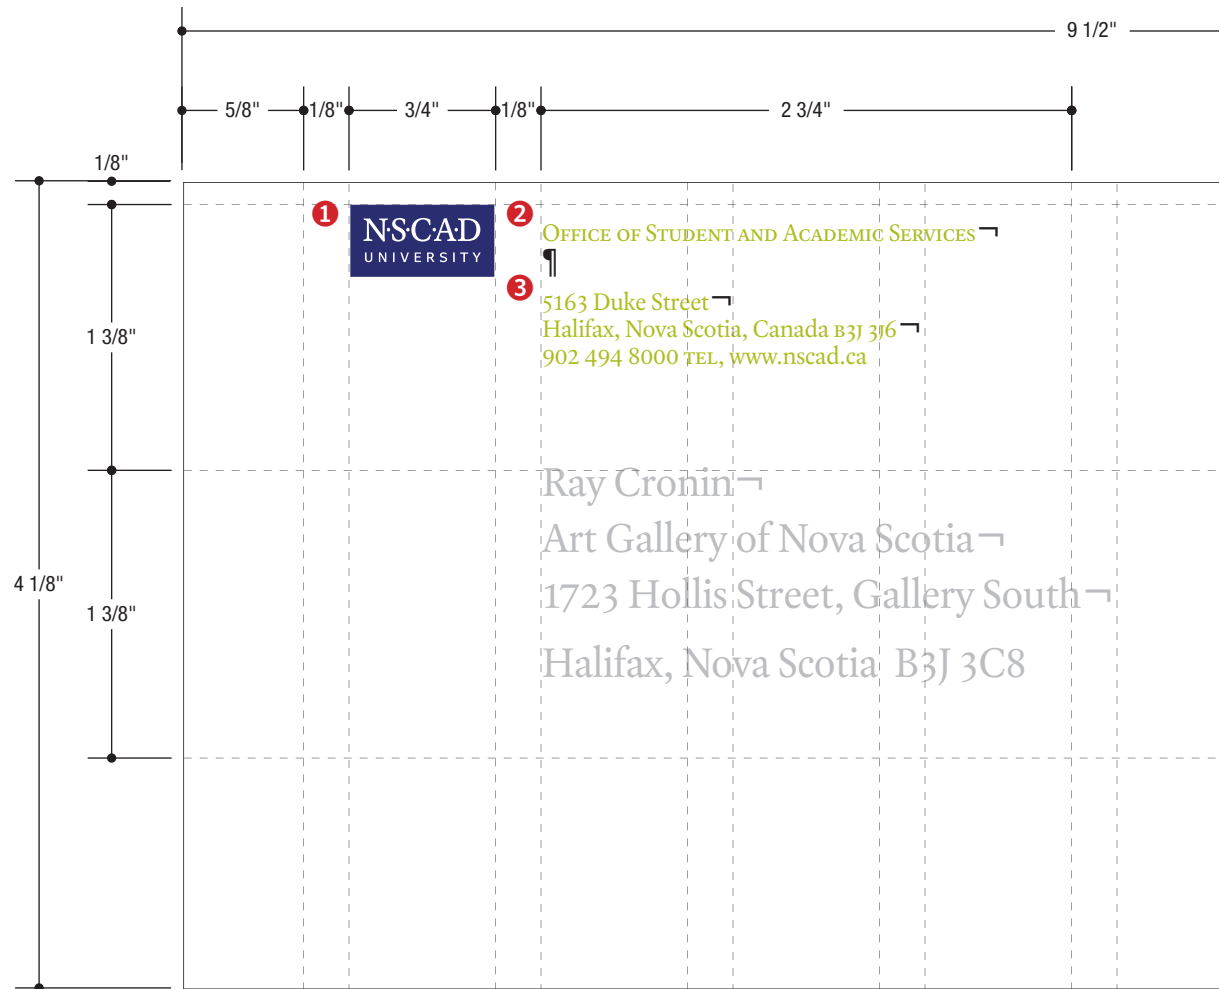 9 1/2"
5/8" 1/8" 3/4" 1/8" 2 3/4"
1/8"
1 N·S·C·A·D 2
UNIVERSITY
Office of Student and Academic Services¬
¶
3
5163 Duke Street¬
Halifax, Nova Scotia, Canada B3J 3J6¬
902 494 8000 TEL, www.nscad.ca
1 3/8"
Ray Cronin¬
Art Gallery of Nova Scotia¬
4 1/8"
1723 Hollis Street, Gallery South¬
1 3/8"
Halifax, Nova Scotia B3J 3C8